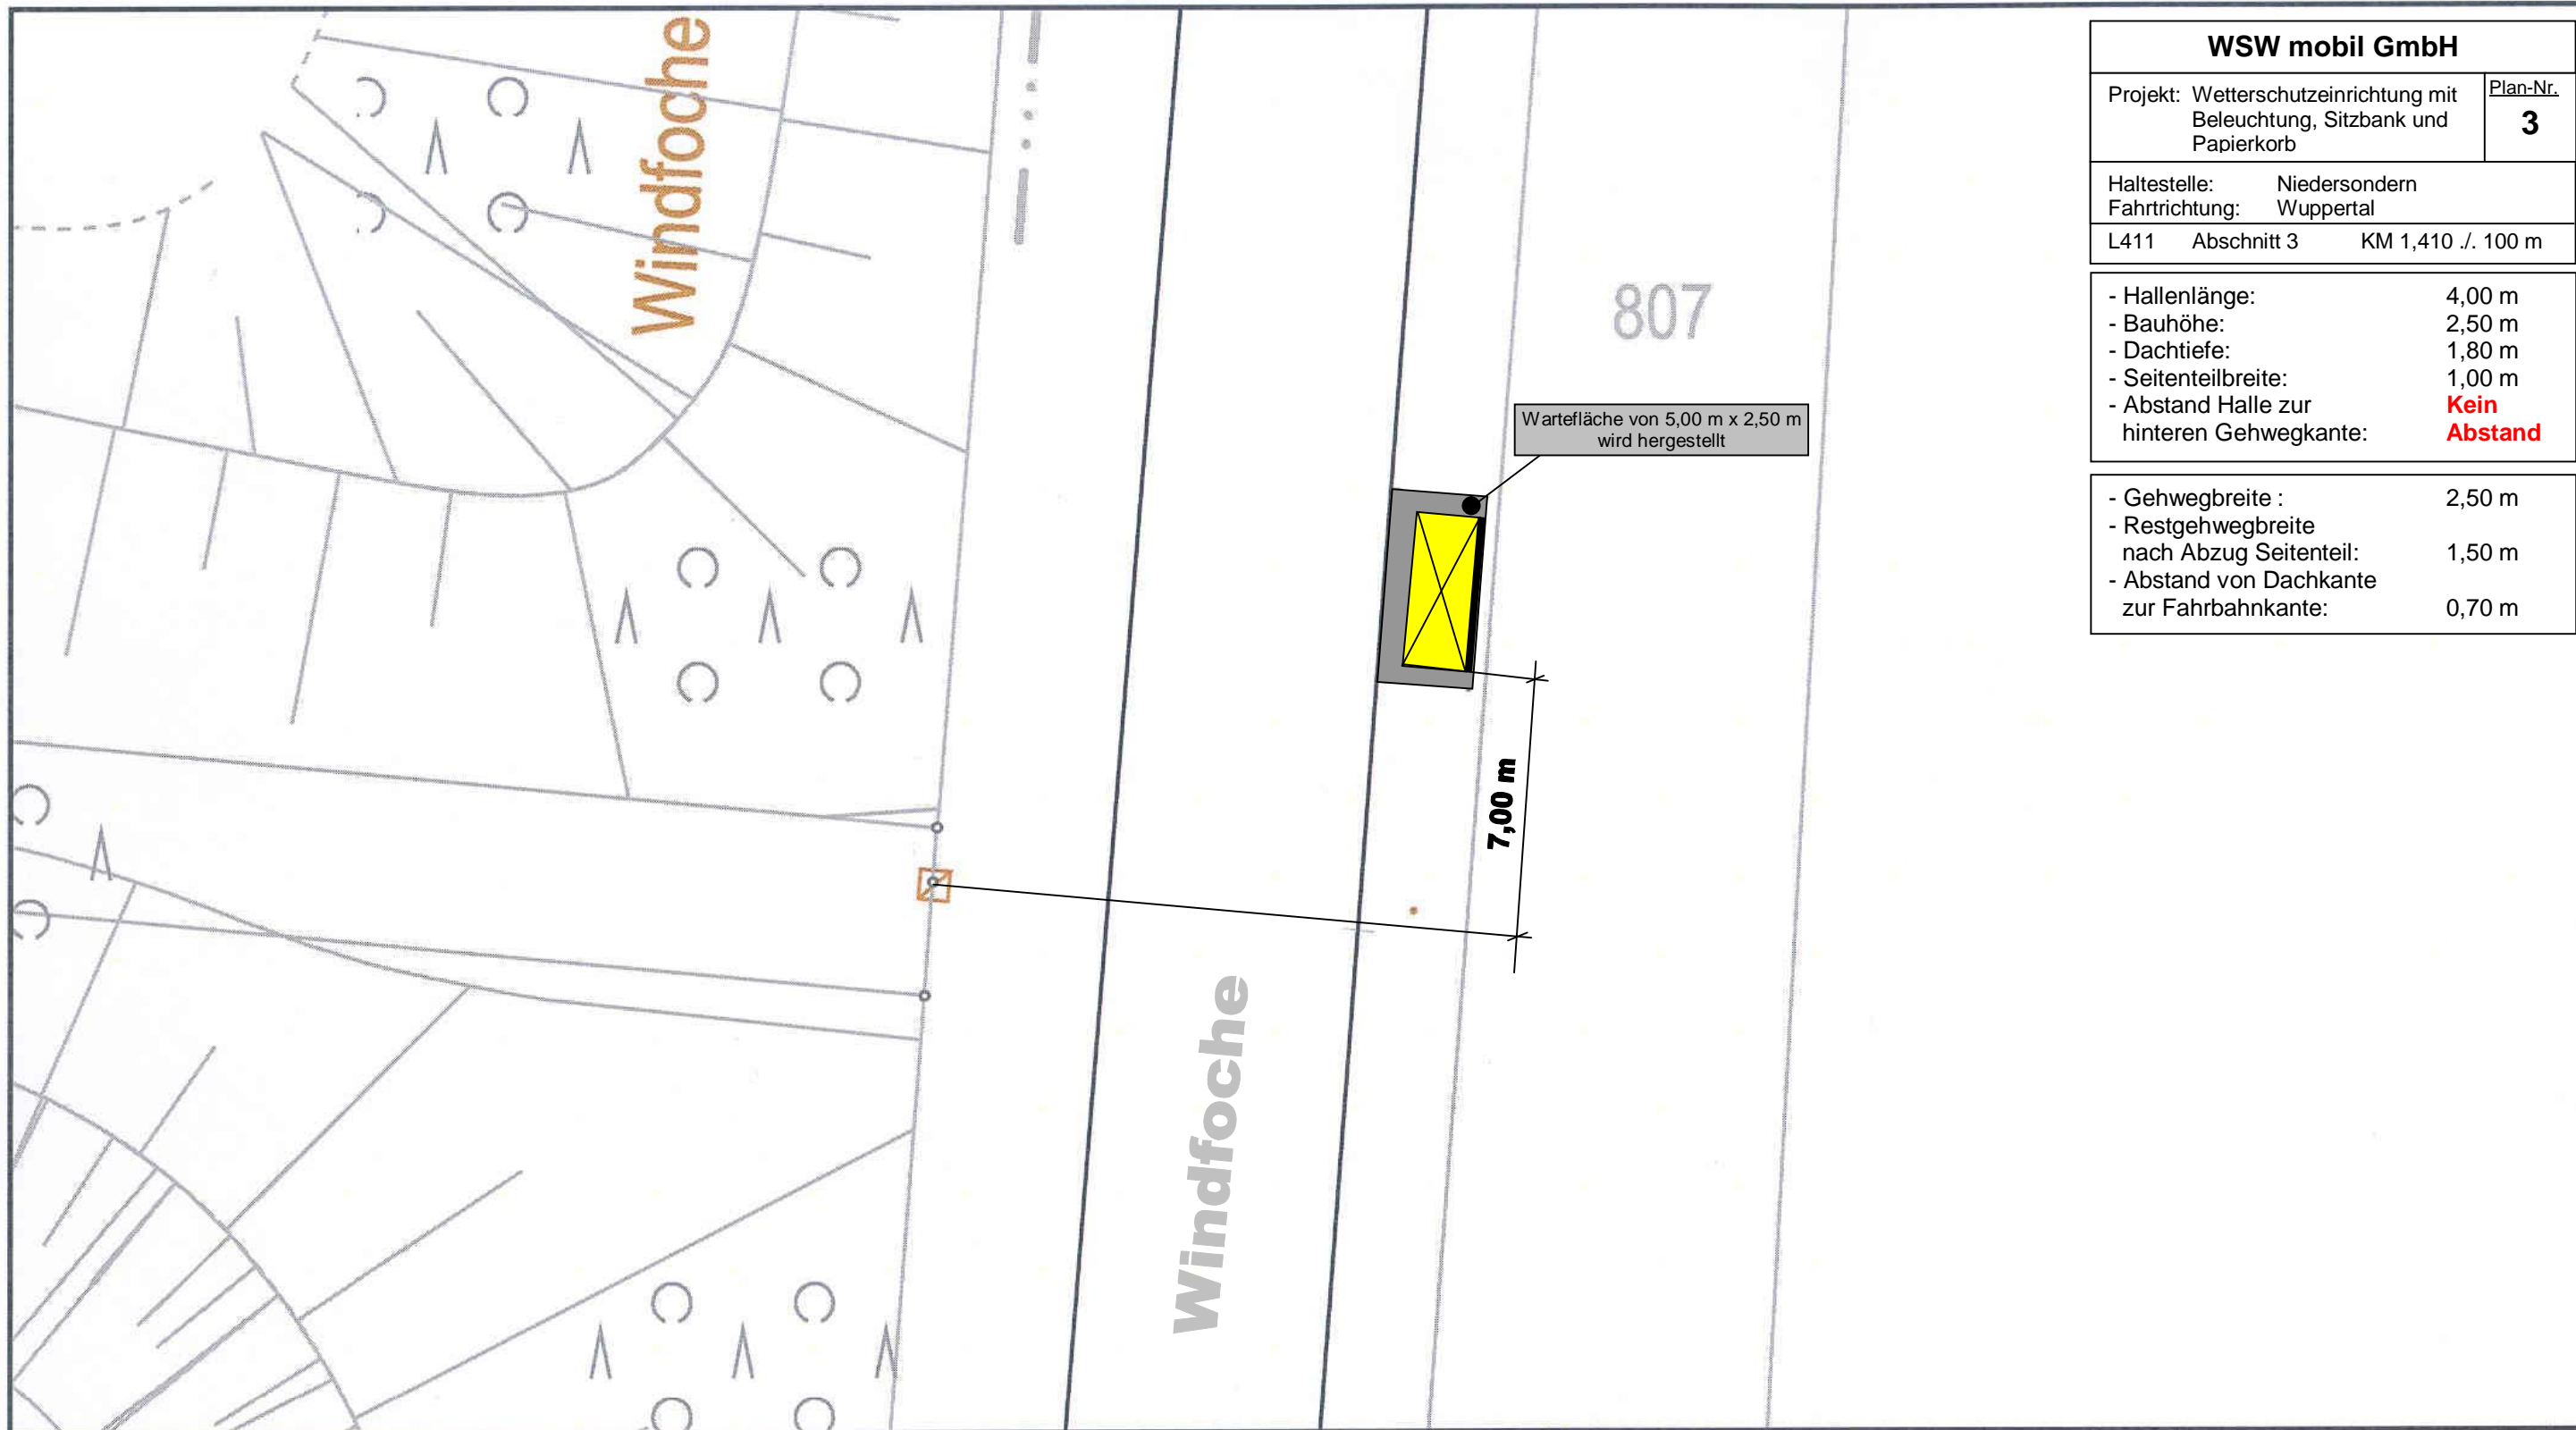 WSW mobil GmbH
Projekt: Wetterschutzeinrichtung mit
Beleuchtung, Sitzbank und
Papierkorb
Plan-Nr.
3
Haltestelle: Niedersondern
Fahrtrichtung: Wuppertal
L411 Abschnitt 3 KM 1,410 ./. 100 m
- Hallenlänge: 4,00 m
- Bauhöhe: 2,50 m
- Dachtiefe: 1,80 m
- Seitenteilbreite: 1,00 m
- Abstand Halle zur Kein
hinteren Gehwegkante: Abstand
- Gehwegbreite : 2,50 m
- Restgehwegbreite
nach Abzug Seitenteil: 1,50 m
- Abstand von Dachkante
zur Fahrbahnkante: 0,70 m
Windfoche
807
Wartefläche von 5,00 m x 2,50 m
wird hergestellt
7,00 m
Windfoche